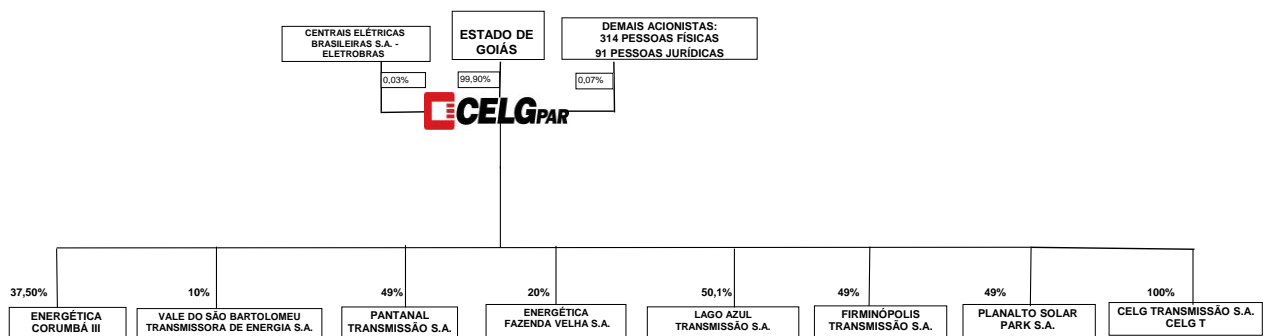 CENTRAIS ELÉTRICAS
BRASILEIRAS S.A. -
ELETROBRAS
ESTADO DE
GOIÁS
DEMAIS ACIONISTAS:
314 PESSOAS FÍSICAS
91 PESSOAS JURÍDICAS
0,03%
99,90%
0,07%
CELGPAR
37,50%
10%
49%
20%
50,1%
49%
49%
100%
ENERGÉTICA
CORUMBÁ III
VALE DO SÃO BARTOLOMEU
TRANSMISSORA DE ENERGIA S.A.
PANTANAL
TRANSMISSÃO S.A.
ENERGÉTICA
FAZENDA VELHA S.A.
LAGO AZUL
TRANSMISSÃO S.A.
FIRMINÓPOLIS
TRANSMISSÃO S.A.
PLANALTO SOLAR
PARK S.A.
CELG TRANSMISSÃO S.A.
CELG T